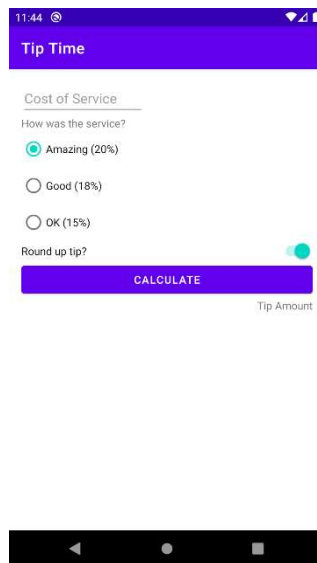 11:44
Tip Time
Cost of Service
How was the service?
Amazing (20%)
Good (18%)
OK (15%)
Round up tip?
CALCULATE
Tip Amount